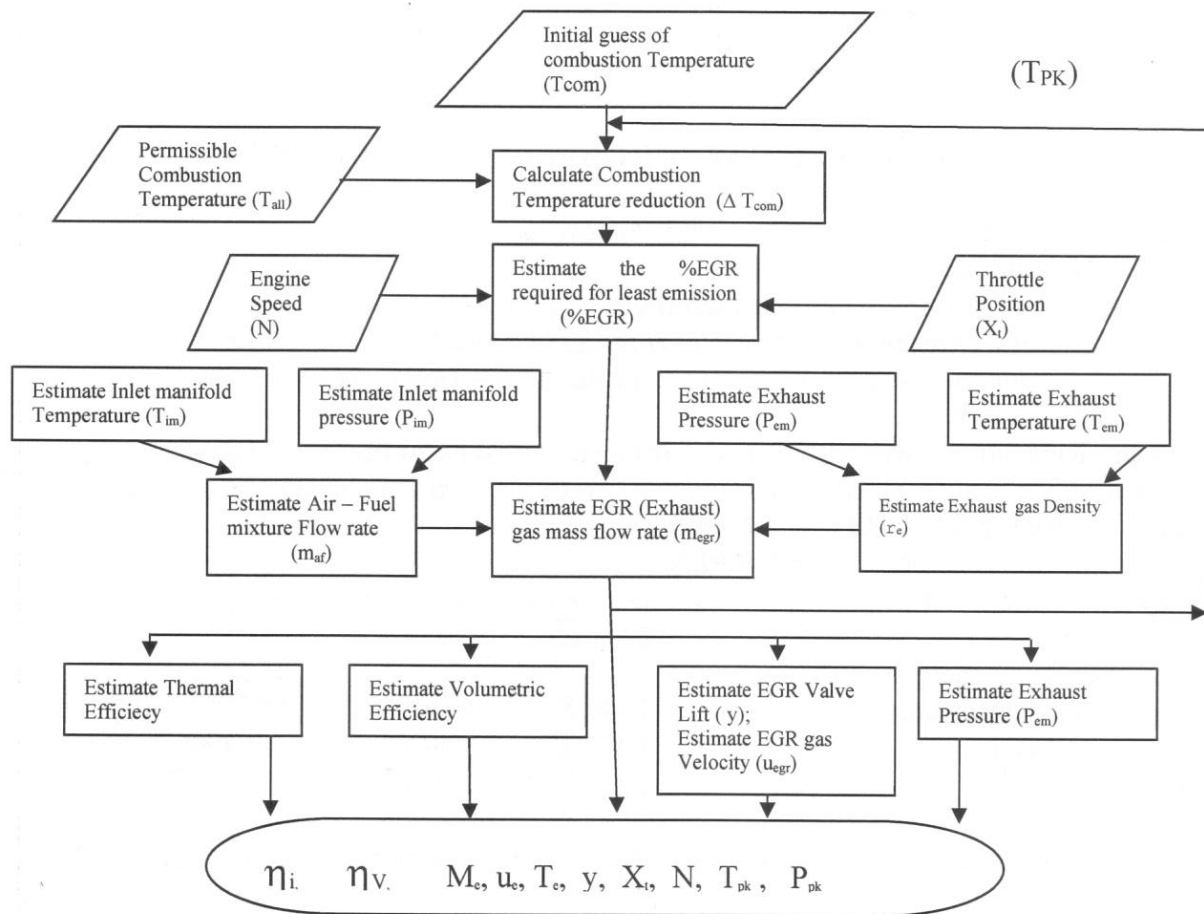 Initial guess of
combustion Temperature
(Tcom)
(TPK)
Permissible
Combustion
Temperature (Tall)
Calculate Combustion
Temperature reduction (Δ Tcom)
Engine
Speed
(N)
Estimate the %EGR
required for least emission
(%EGR)
Throttle
Position
(Xt)
Estimate Inlet manifold
Temperature (Tim)
Estimate Inlet manifold
pressure (Pim)
Estimate Exhaust
Pressure (Pem)
Estimate Exhaust
Temperature (Tem)
Estimate Air – Fuel
mixture Flow rate
(maf)
Estimate EGR (Exhaust)
gas mass flow rate (megr)
Estimate Exhaust gas Density
(re)
Estimate Thermal
Efficiecy
Estimate Volumetric
Efficiency
Estimate EGR Valve
Lift ( y);
Estimate EGR gas
Velocity (uegr)
Estimate Exhaust
Pressure (Pem)
ηi. ηV. Me, ue, Te, y, Xt, N, Tpk , Ppk